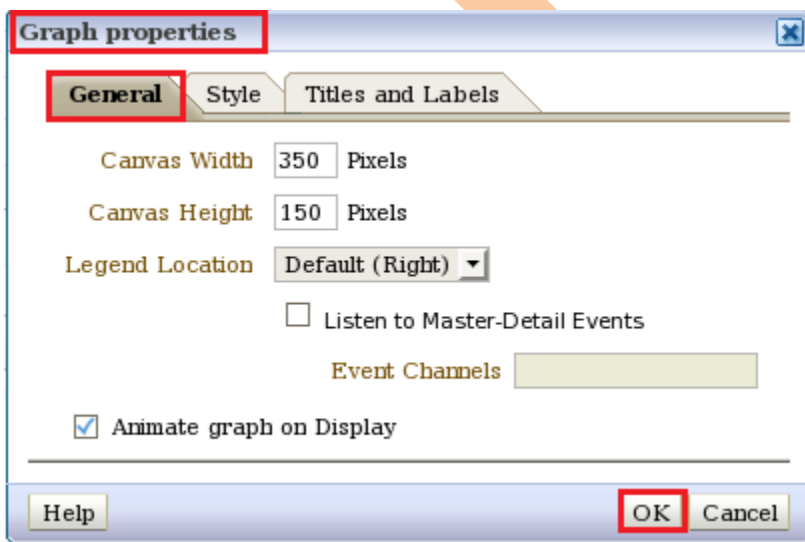 Graph properties
General Style Titles and Labels
Canvas Width 350 Pixels
Canvas Height 150 Pixels
Legend Location Default (Right)
Listen to Master-Detail Events
Event Channels
Animate graph on Display
Help OK Cancel